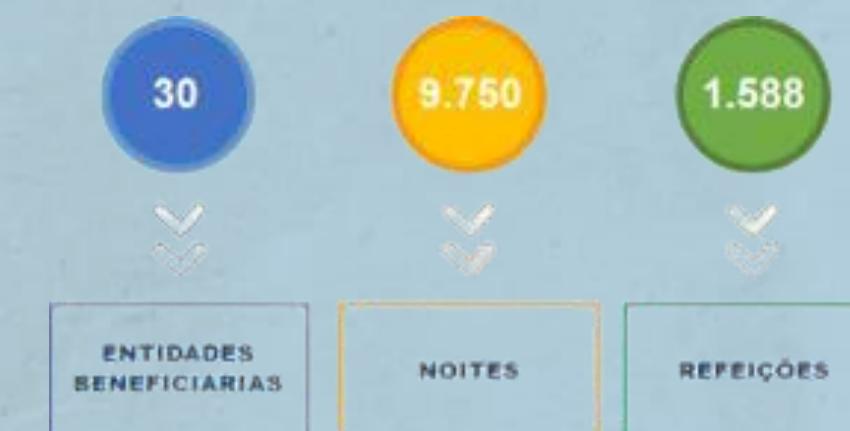 30
9.750
1.588
ENTIDADES
BENEFICIARIAS
NOITES
REFEIÇÕES